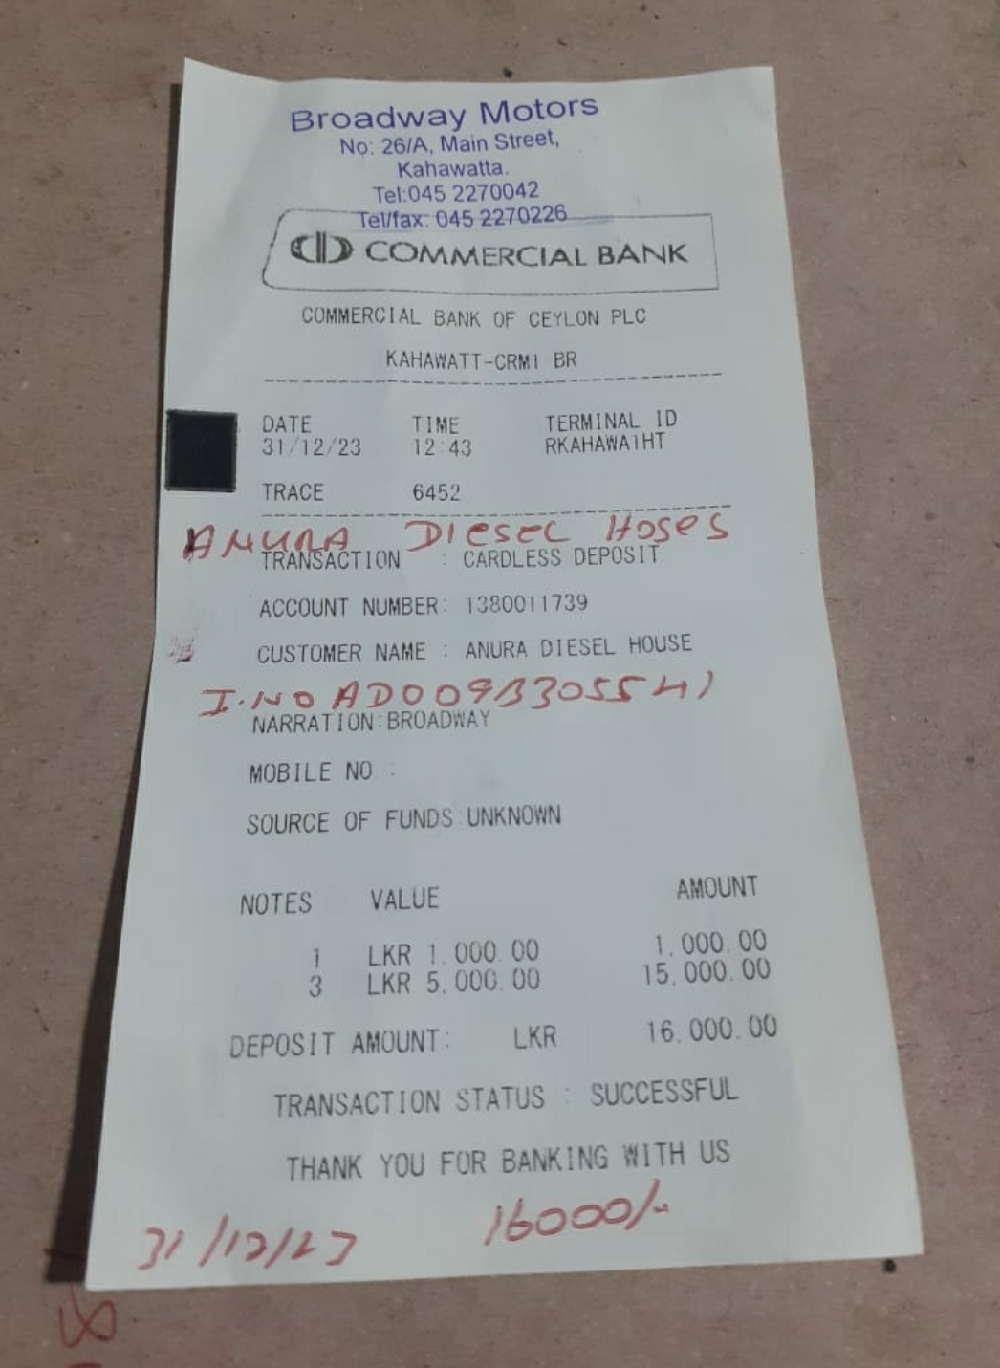 Broadway Motors
No: 26/A, Main Street,
Kahawatta.
Tel:045 2270042
Tel/fax: 045 2270226
COMMERCIAL BANK
COMMERCIAL BANK OF CEYLON PLC
KAHAWATT-CRM1 BR
DATE TIME TERMINAL ID
31/12/23 12:43 RKAHAWA1HT
TRACE 6452
ANURA DIESEL HOSES
TRANSACTION : CARDLESS DEPOSIT
ACCOUNT NUMBER: 1380011739
CUSTOMER NAME : ANURA DIESEL HOUSE
I.NO AD009B305541
NARRATION:BROADWAY
MOBILE NO :
SOURCE OF FUNDS:UNKNOWN
NOTES VALUE AMOUNT
1 LKR 1,000.00 1,000.00
3 LKR 5,000.00 15,000.00
DEPOSIT AMOUNT: LKR 16,000.00
TRANSACTION STATUS : SUCCESSFUL
THANK YOU FOR BANKING WITH US
31/12/23 16000/-